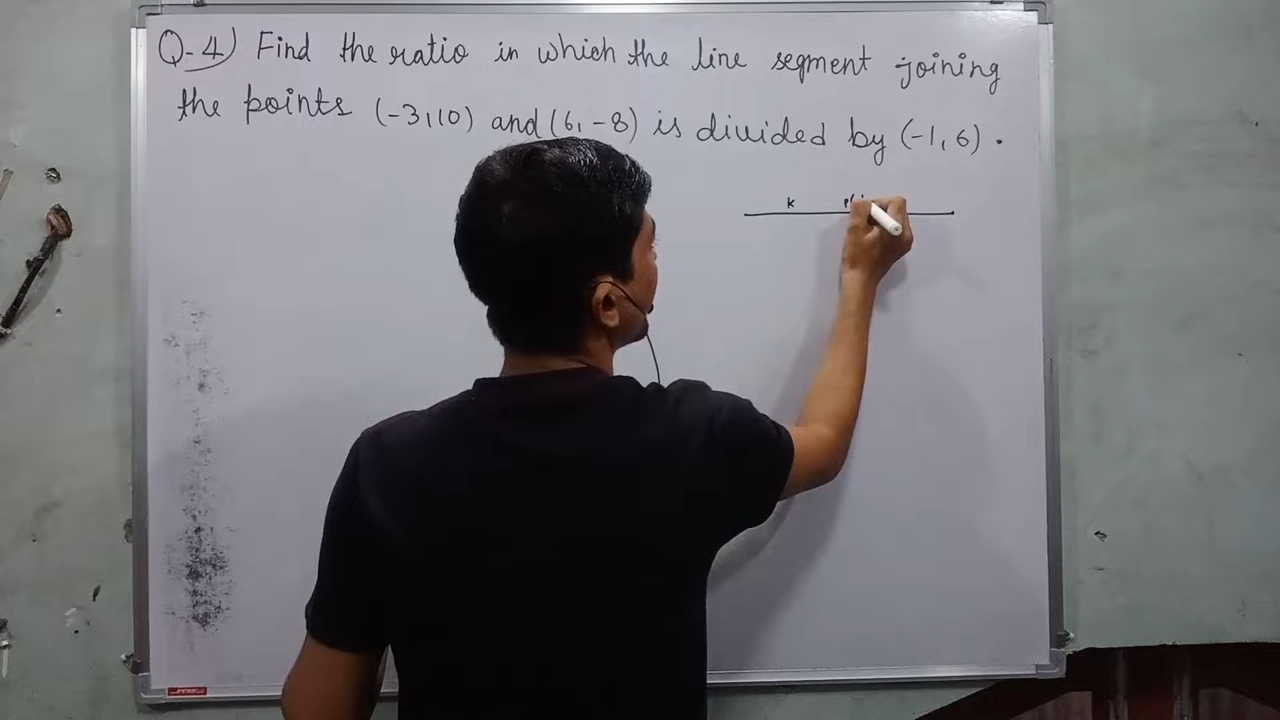 Q-4) Find the ratio in which the line segment joining
the points (-3,10) and (6,-8) is divided by (-1,6).
K P(